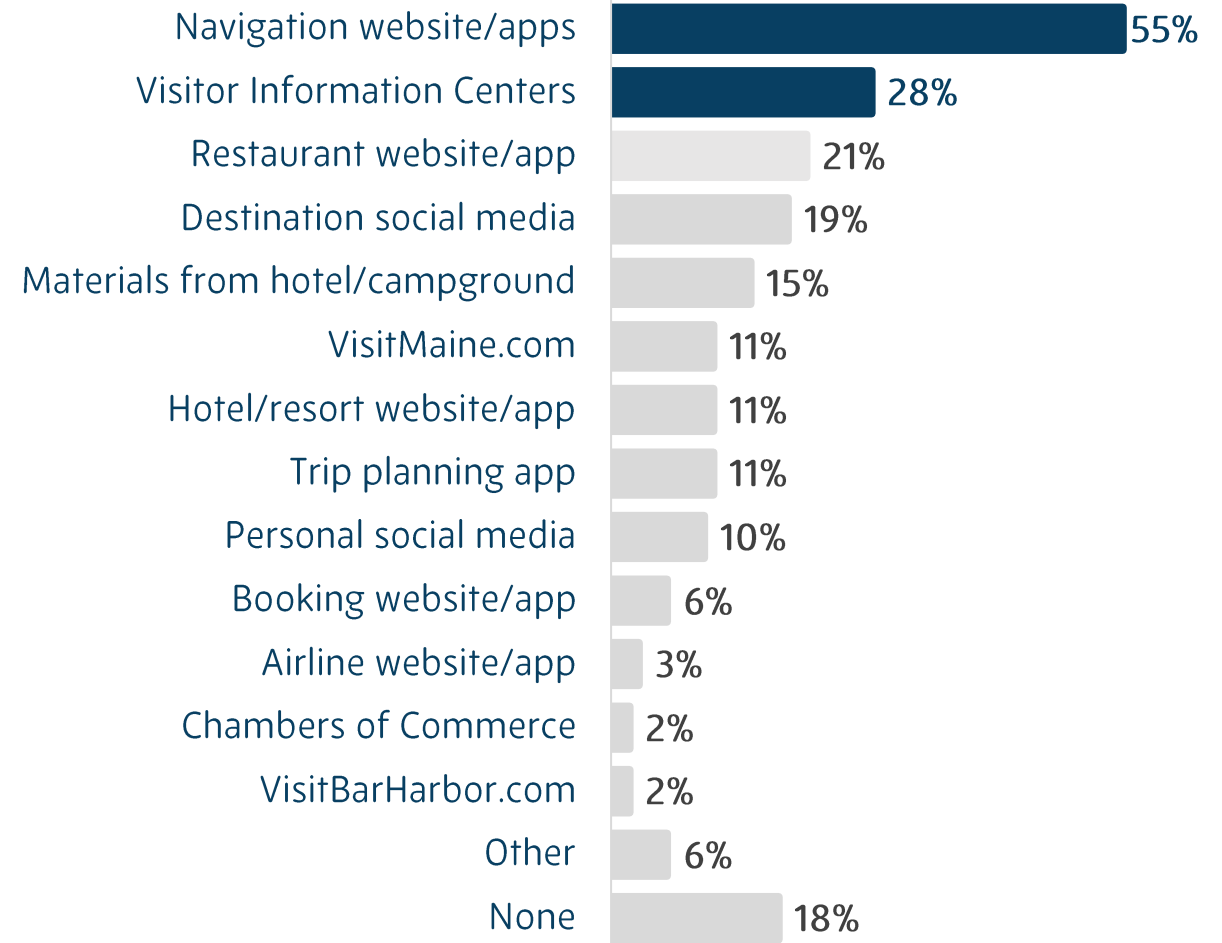 Navigation website/apps 55%
Visitor Information Centers 28%
Restaurant website/app 21%
Destination social media 19%
Materials from hotel/campground 15%
VisitMaine.com 11%
Hotel/resort website/app 11%
Trip planning app 11%
Personal social media 10%
Booking website/app 6%
Airline website/app 3%
Chambers of Commerce 2%
VisitBarHarbor.com 2%
Other 6%
None 18%